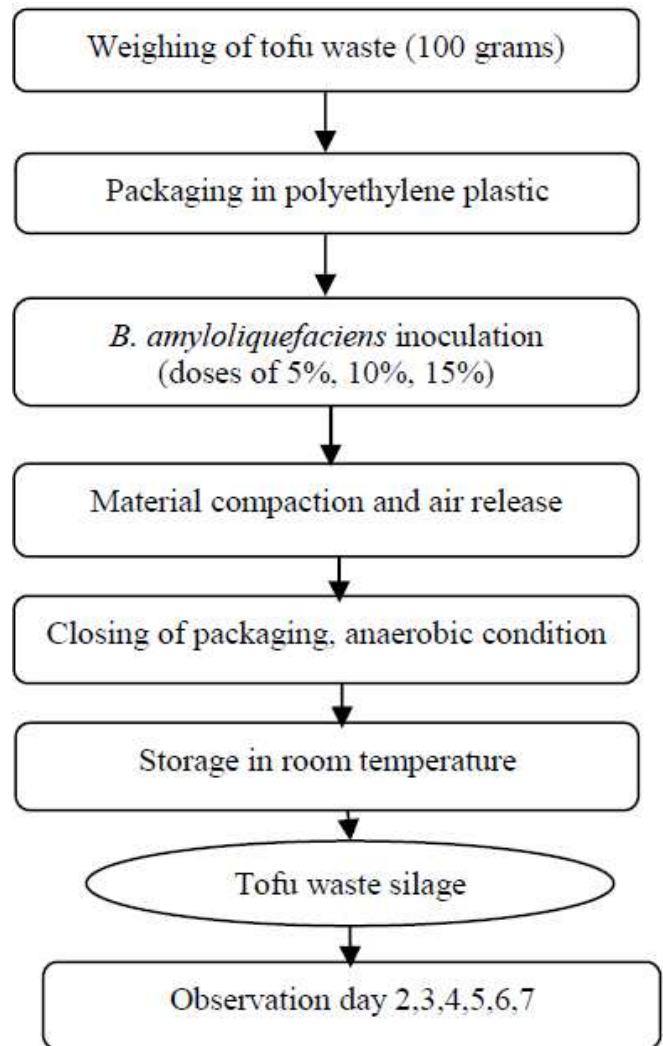 Weighing of tofu waste (100 grams)
Packaging in polyethylene plastic
B. amyloliquefaciens inoculation
(doses of 5%, 10%, 15%)
Material compaction and air release
Closing of packaging, anaerobic condition
Storage in room temperature
Tofu waste silage
Observation day 2,3,4,5,6,7